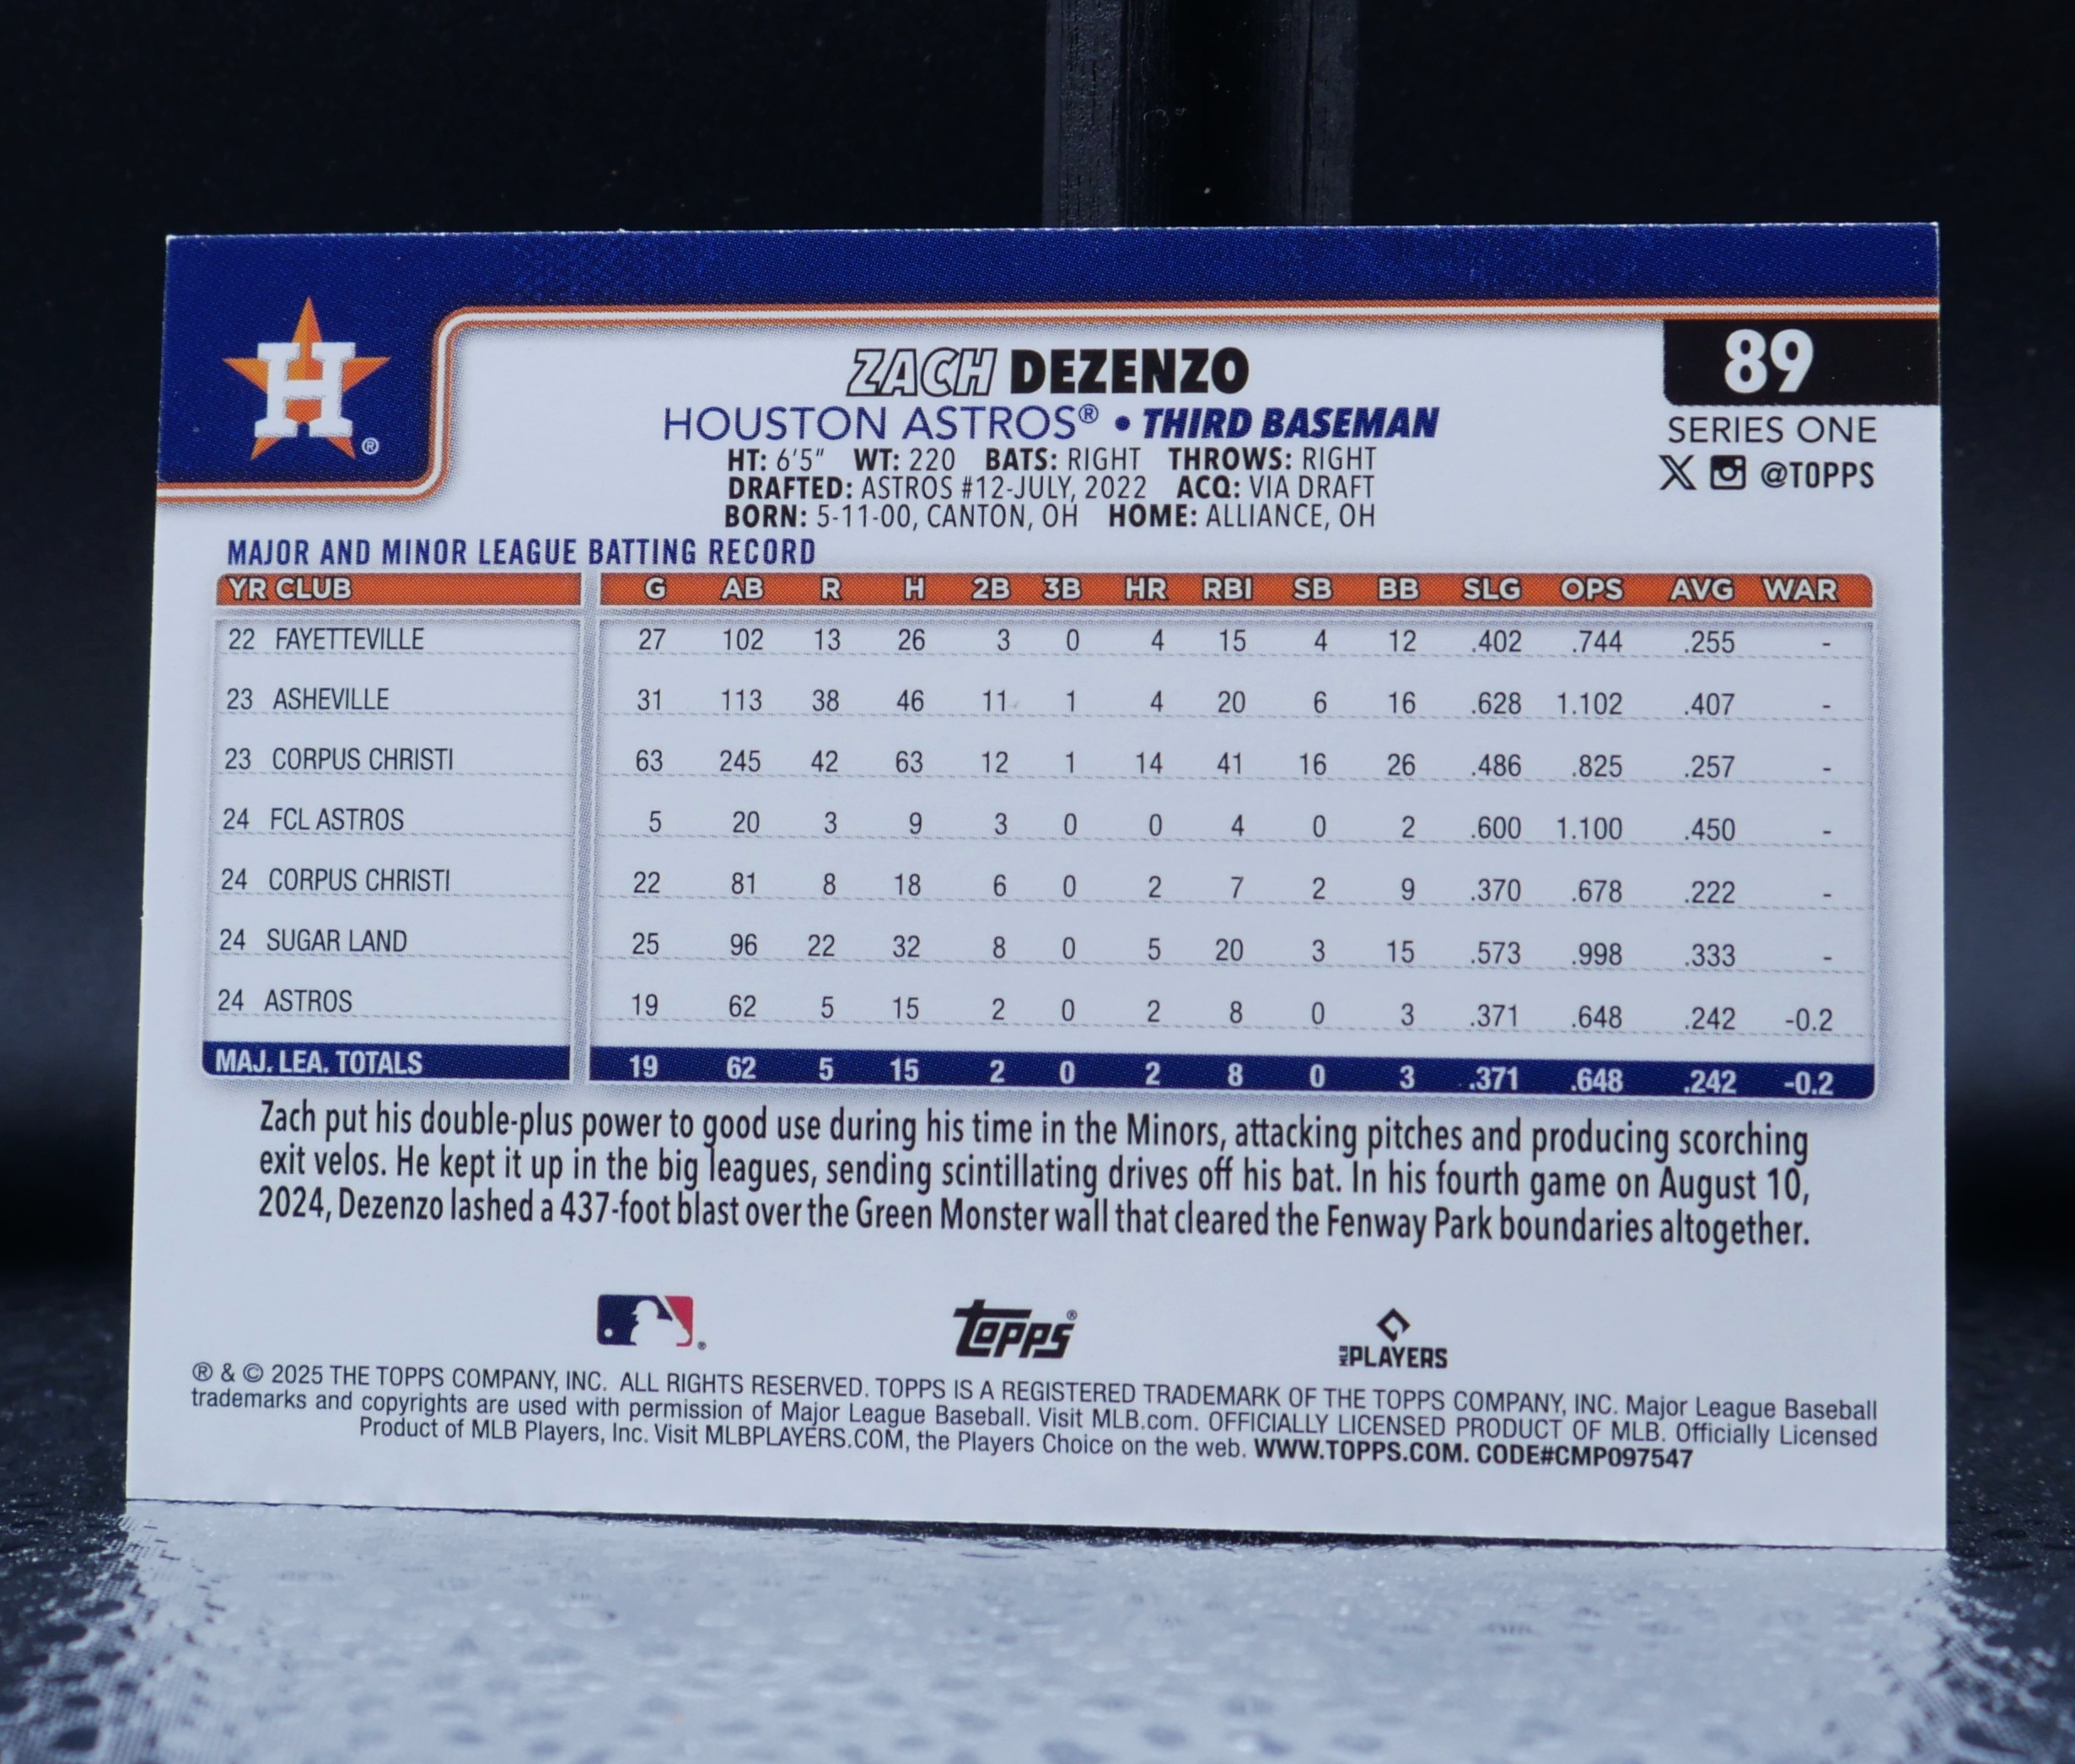 H ®
ZACH DEZENZO
89
HOUSTON ASTROS® • THIRD BASEMAN
SERIES ONE
HT: 6'5" WT: 220 BATS: RIGHT THROWS: RIGHT
@TOPPS
DRAFTED: ASTROS #12-JULY, 2022 ACQ: VIA DRAFT
BORN: 5-11-00, CANTON, OH HOME: ALLIANCE, OH
MAJOR AND MINOR LEAGUE BATTING RECORD
YR CLUB G AB R H 2B 3B HR RBI SB BB SLG OPS AVG WAR
22 FAYETTEVILLE 27 102 13 26 3 0 4 15 4 12 .402 .744 .255 -
23 ASHEVILLE 31 113 38 46 11 1 4 20 6 16 .628 1.102 .407 -
23 CORPUS CHRISTI 63 245 42 63 12 1 14 41 16 26 .486 .825 .257 -
24 FCL ASTROS 5 20 3 9 3 0 0 4 0 2 .600 1.100 .450 -
24 CORPUS CHRISTI 22 81 8 18 6 0 2 7 2 9 .370 .678 .222 -
24 SUGAR LAND 25 96 22 32 8 0 5 20 3 15 .573 .998 .333 -
24 ASTROS 19 62 5 15 2 0 2 8 0 3 .371 .648 .242 -0.2
MAJ. LEA. TOTALS 19 62 5 15 2 0 2 8 0 3 .371 .648 .242 -0.2
Zach put his double-plus power to good use during his time in the Minors, attacking pitches and producing scorching
exit velos. He kept it up in the big leagues, sending scintillating drives off his bat. In his fourth game on August 10,
2024, Dezenzo lashed a 437-foot blast over the Green Monster wall that cleared the Fenway Park boundaries altogether.
® topps® MLB PLAYERS
® & © 2025 THE TOPPS COMPANY, INC. ALL RIGHTS RESERVED. TOPPS IS A REGISTERED TRADEMARK OF THE TOPPS COMPANY, INC. Major League Baseball
trademarks and copyrights are used with permission of Major League Baseball. Visit MLB.com. OFFICIALLY LICENSED PRODUCT OF MLB. Officially Licensed
Product of MLB Players, Inc. Visit MLBPLAYERS.COM, the Players Choice on the web. WWW.TOPPS.COM. CODE#CMP097547